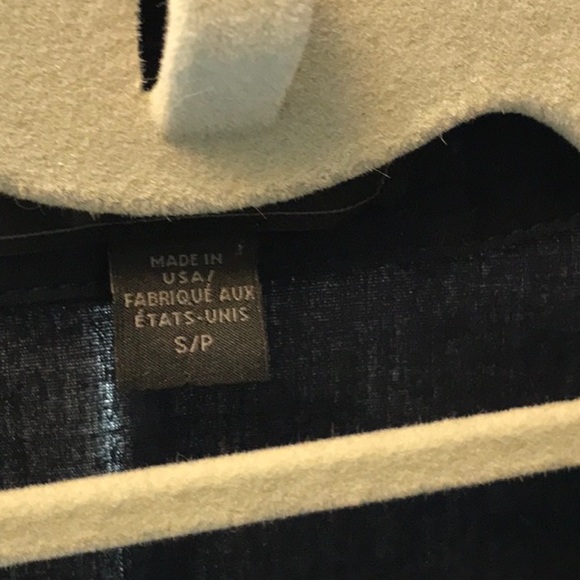 MADE IN
USA/
FABRIQUÉ AUX
ÉTATS-UNIS
S/P